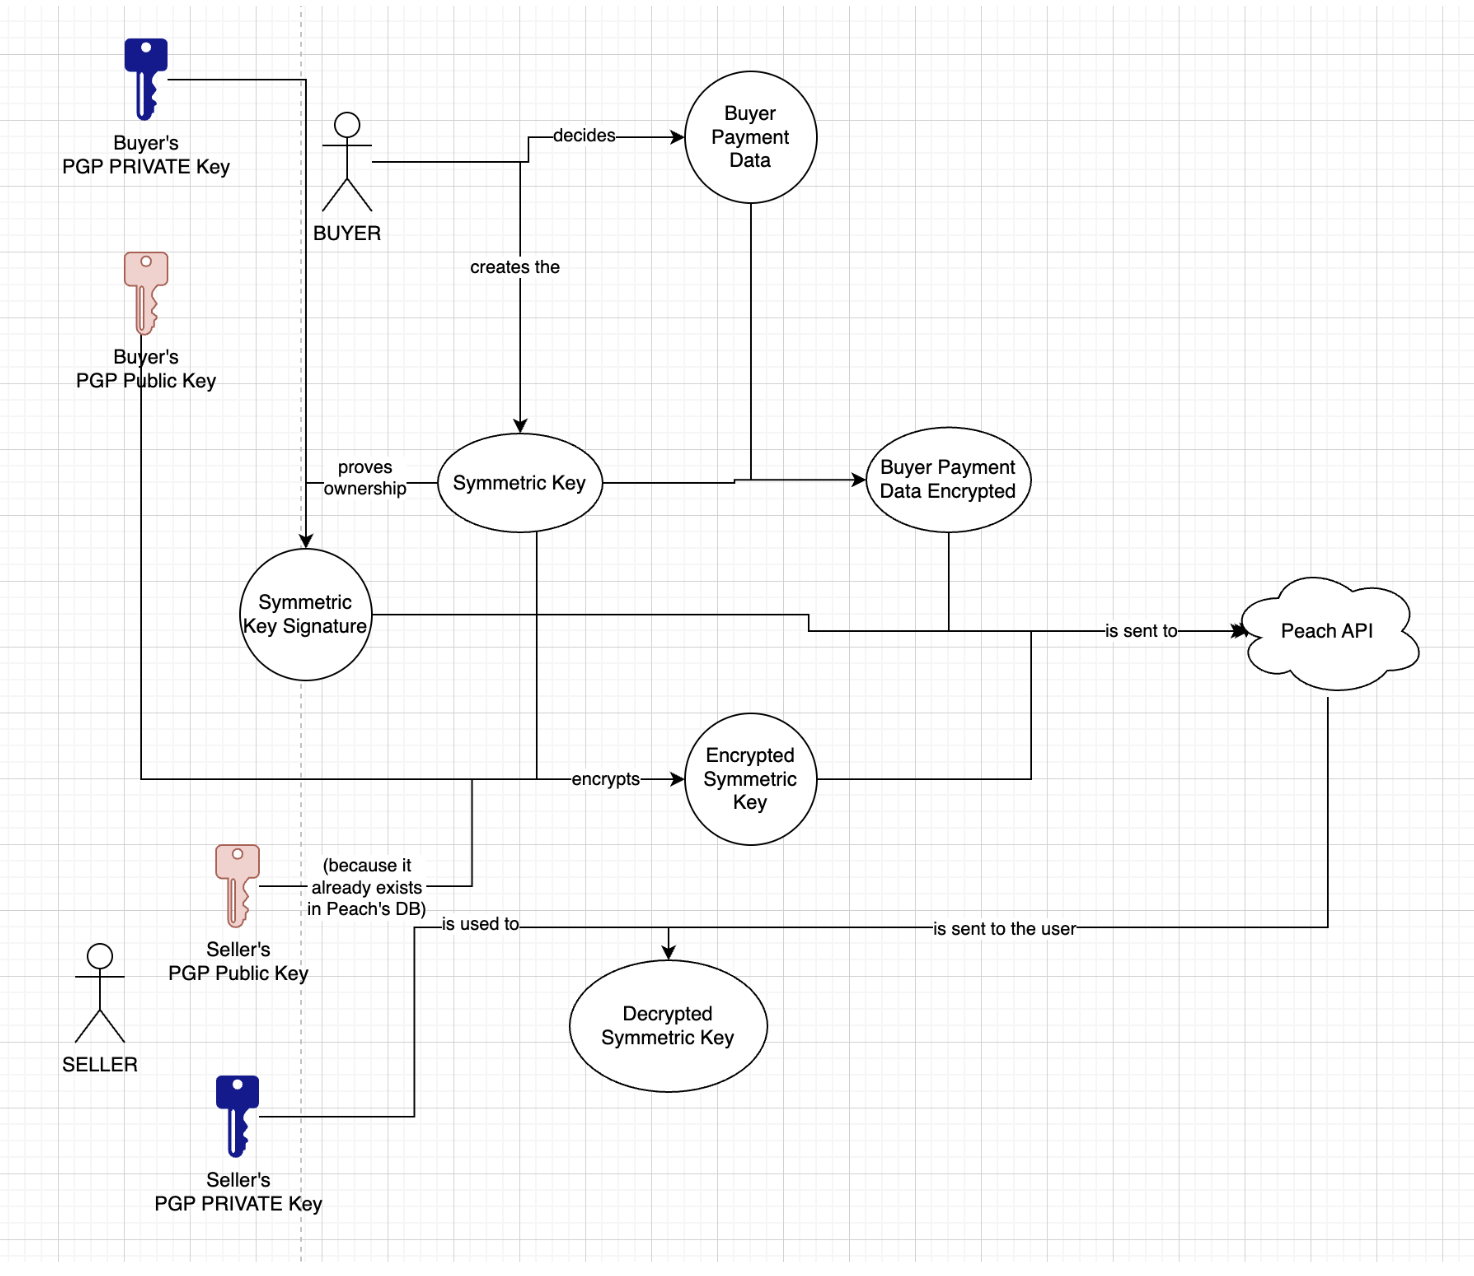 Buyer's
PGP PRIVATE Key
BUYER
decides
Buyer
Payment
Data
creates the
Buyer's
PGP Public Key
proves
ownership
Symmetric Key
Buyer Payment
Data Encrypted
Symmetric
Key Signature
is sent to
Peach API
encrypts
Encrypted
Symmetric
Key
(because it
already exists
in Peach's DB)
Seller's
PGP Public Key
is used to
is sent to the user
SELLER
Decrypted
Symmetric Key
Seller's
PGP PRIVATE Key